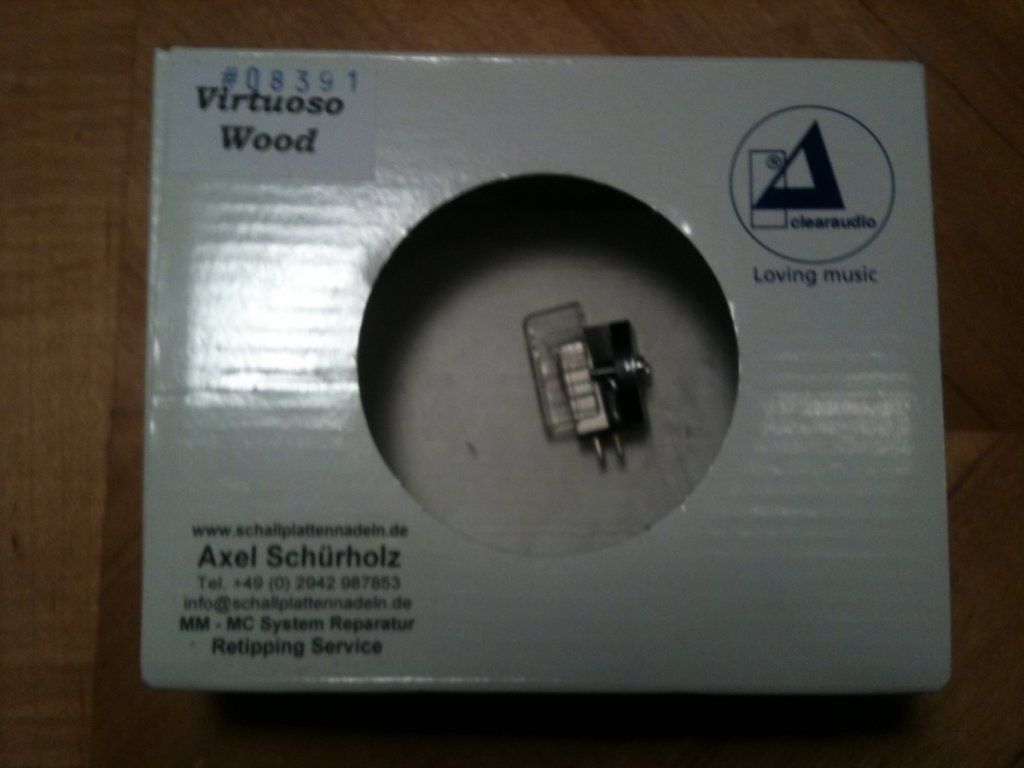 #08391
Virtuoso
Wood
clearaudio
Loving music
www.schallplattennadeln.de
Axel Schürholz
Tel. +49 (0) 2942 987853
info@schallplattennadeln.de
MM - MC System Reparatur
Retipping Service